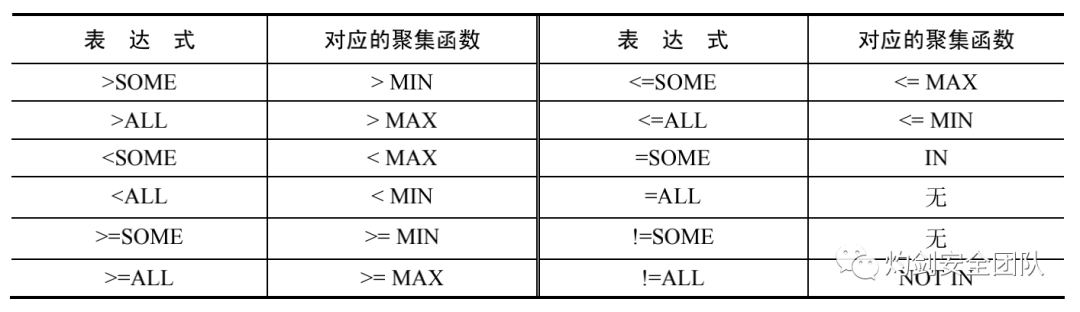 表 达 式 对应的聚集函数 表 达 式 对应的聚集函数
>SOME > MIN <=SOME <= MAX
>ALL > MAX <=ALL <= MIN
<SOME < MAX =SOME IN
<ALL < MIN =ALL 无
>=SOME >= MIN !=SOME 无
>=ALL >= MAX !=ALL NOT IN
灼剑安全团队